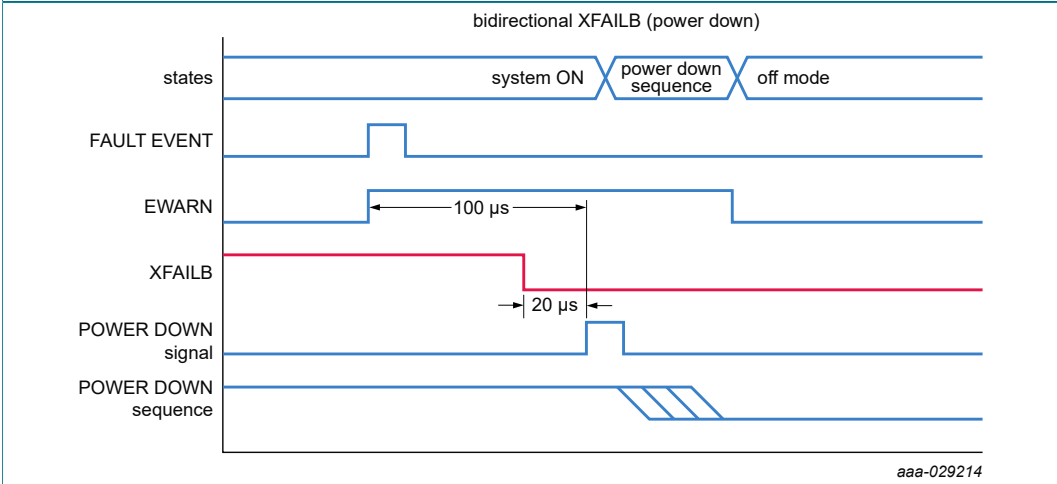 bidirectional XFAILB (power down)
states
system ON
power down
sequence
off mode
FAULT EVENT
EWARN
100 µs
XFAILB
20 µs
POWER DOWN
signal
POWER DOWN
sequence
aaa-029214